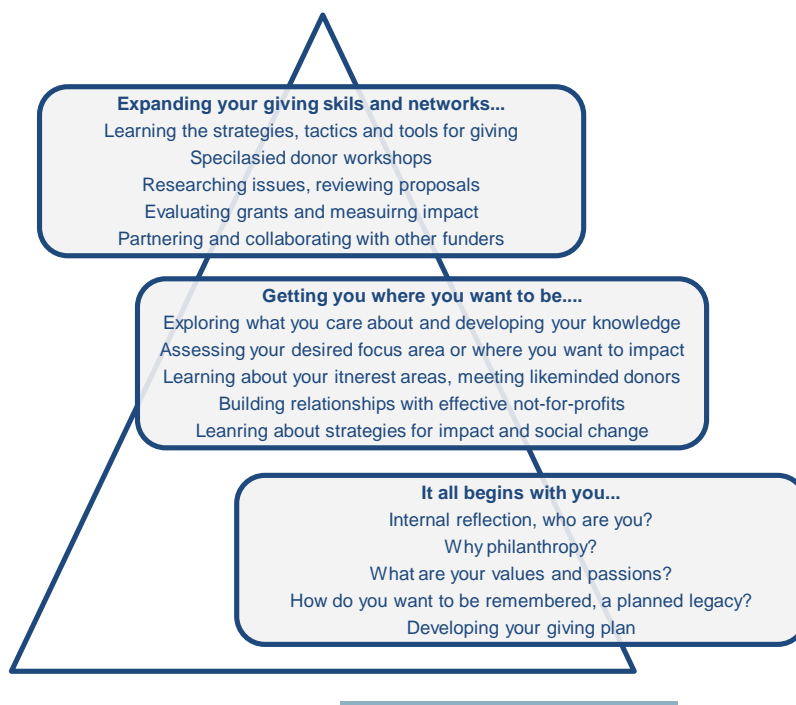 Expanding your giving skils and networks...
Learning the strategies, tactics and tools for giving
Specilasied donor workshops
Researching issues, reviewing proposals
Evaluating grants and measuirng impact
Partnering and collaborating with other funders
Getting you where you want to be....
Exploring what you care about and developing your knowledge
Assessing your desired focus area or where you want to impact
Learning about your itnerest areas, meeting likeminded donors
Building relationships with effective not-for-profits
Leanring about strategies for impact and social change
It all begins with you...
Internal reflection, who are you?
Why philanthropy?
What are your values and passions?
How do you want to be remembered, a planned legacy?
Developing your giving plan